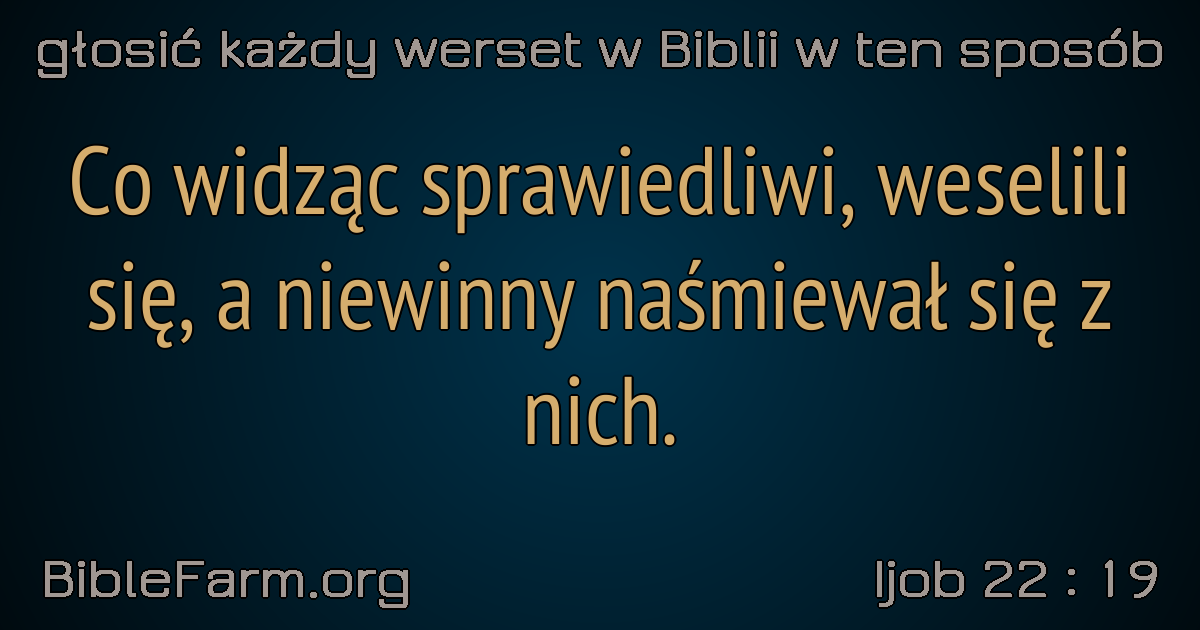 głosić każdy werset w Biblii w ten sposób
Co widząc sprawiedliwi, weselili
się, a niewinny naśmiewał się z
nich.
BibleFarm.org
Ijob 22 : 19